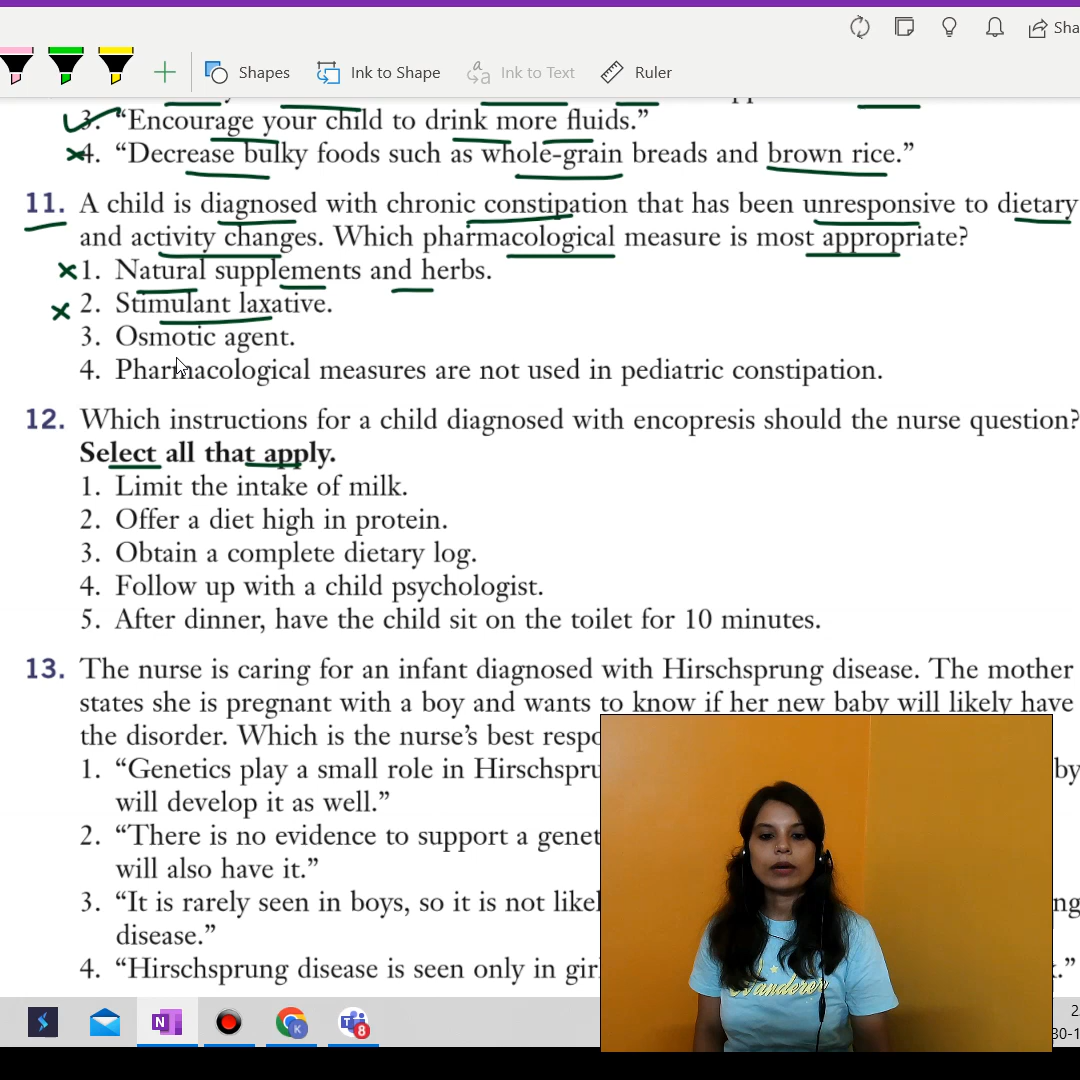 Sha
Shapes Ink to Shape Ink to Text Ruler
3. “Encourage your child to drink more fluids.”
4. “Decrease bulky foods such as whole-grain breads and brown rice.”
11. A child is diagnosed with chronic constipation that has been unresponsive to dietary
and activity changes. Which pharmacological measure is most appropriate?
1. Natural supplements and herbs.
2. Stimulant laxative.
3. Osmotic agent.
4. Pharmacological measures are not used in pediatric constipation.
12. Which instructions for a child diagnosed with encopresis should the nurse question?
Select all that apply.
1. Limit the intake of milk.
2. Offer a diet high in protein.
3. Obtain a complete dietary log.
4. Follow up with a child psychologist.
5. After dinner, have the child sit on the toilet for 10 minutes.
13. The nurse is caring for an infant diagnosed with Hirschsprung disease. The mother
states she is pregnant with a boy and wants to know if her new baby will likely have
the disorder. Which is the nurse’s best
1. “Genetics play a small role in by
will develop it as well.”
2. “There is no evidence to support a
will also have it.”
3. “It is rarely seen in boys, so it is not
disease.”
4. “Hirschsprung disease is seen only in
Wanderer
N K T 8